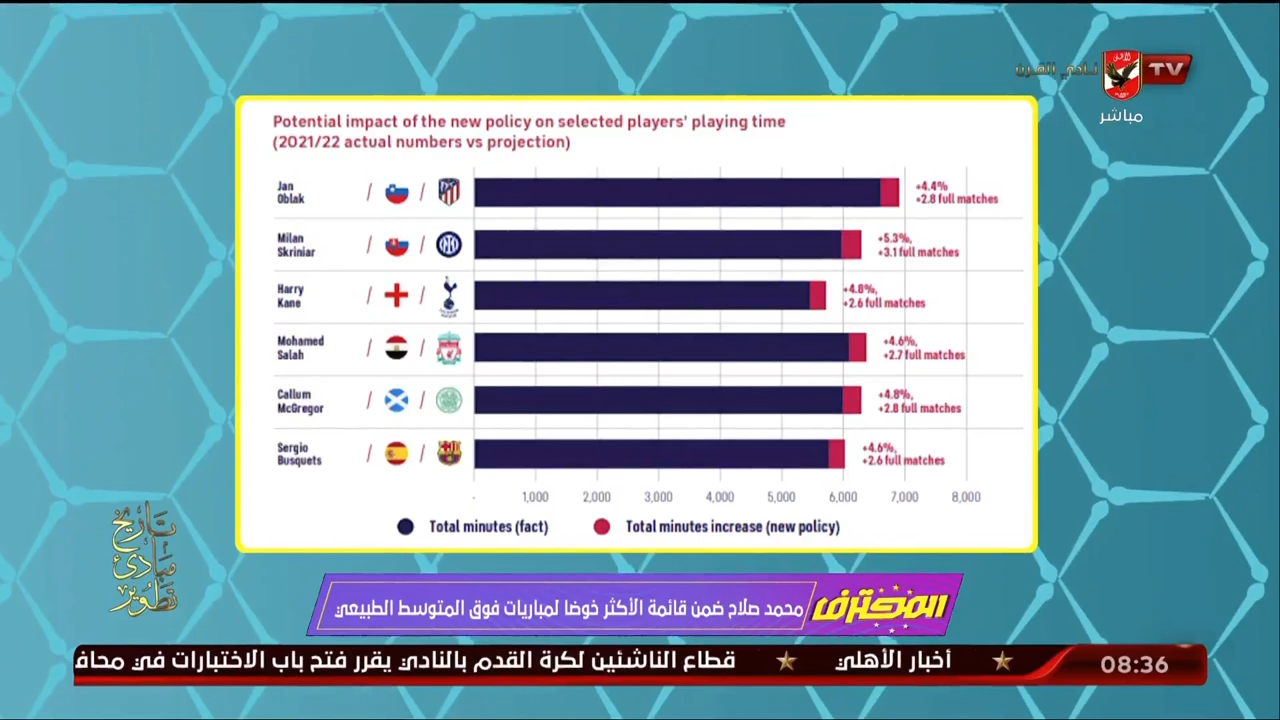 نادي القرن
TV
مباشر
Potential impact of the new policy on selected players' playing time
(2021/22 actual numbers vs projection)
Jan
Oblak
/ /
+4.4%
+2.8 full matches
Milan
Skriniar
/ /
+5.3%,
+3.1 full matches
Harry
Kane
/ /
+4.8%,
+2.6 full matches
Mohamed
Salah
/ /
+4.6%,
+2.7 full matches
Callum
McGregor
/ /
+4.8%,
+2.8 full matches
Sergio
Busquets
/ /
+4.6%,
+2.6 full matches
- 1,000 2,000 3,000 4,000 5,000 6,000 7,000 8,000
Total minutes (fact) Total minutes increase (new policy)
تاريخ
مبادئ
تطوير
المحترف
محمد صلاح ضمن قائمة الأكثر خوضا لمباريات فوق المتوسط الطبيعي
08:36
أخبار الأهلي
قطاع الناشئين لكرة القدم بالنادي يقرر فتح باب الاختبارات في محاف